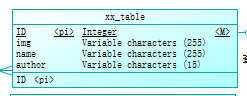 xx_table
ID <pi> Integer <M>
img Variable characters (255)
name Variable characters (255)
author Variable characters (15)
ID <pi>